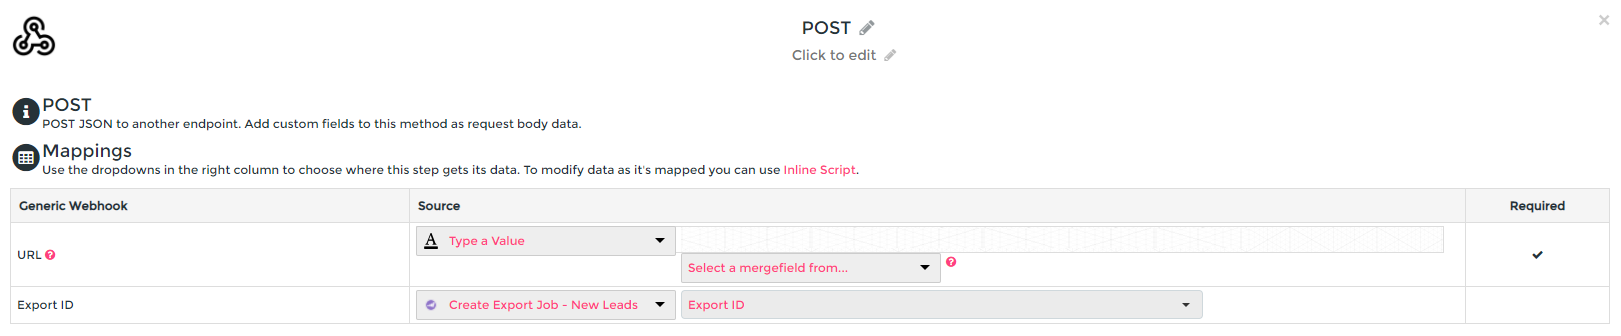 POST
Click to edit
×
POST
POST JSON to another endpoint. Add custom fields to this method as request body data.
Mappings
Use the dropdowns in the right column to choose where this step gets its data. To modify data as it's mapped you can use Inline Script.
Generic Webhook Source Required
URL ? A Type a Value
Select a mergefield from... ?
Export ID Create Export Job - New Leads Export ID